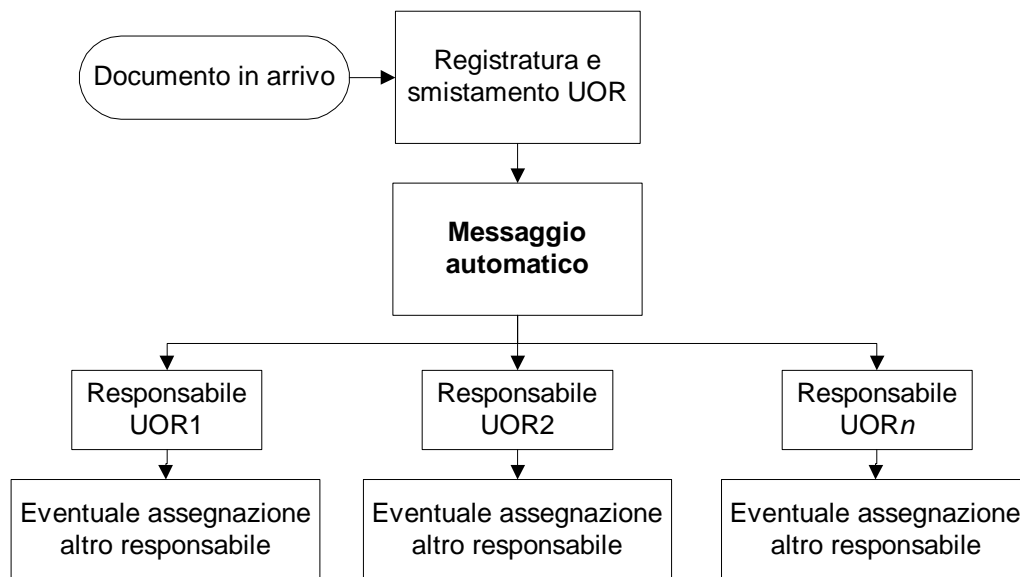 Documento in arrivo
Registratura e
smistamento UOR
Messaggio
automatico
Responsabile
UOR1
Responsabile
UOR2
Responsabile
UORn
Eventuale assegnazione
altro responsabile
Eventuale assegnazione
altro responsabile
Eventuale assegnazione
altro responsabile